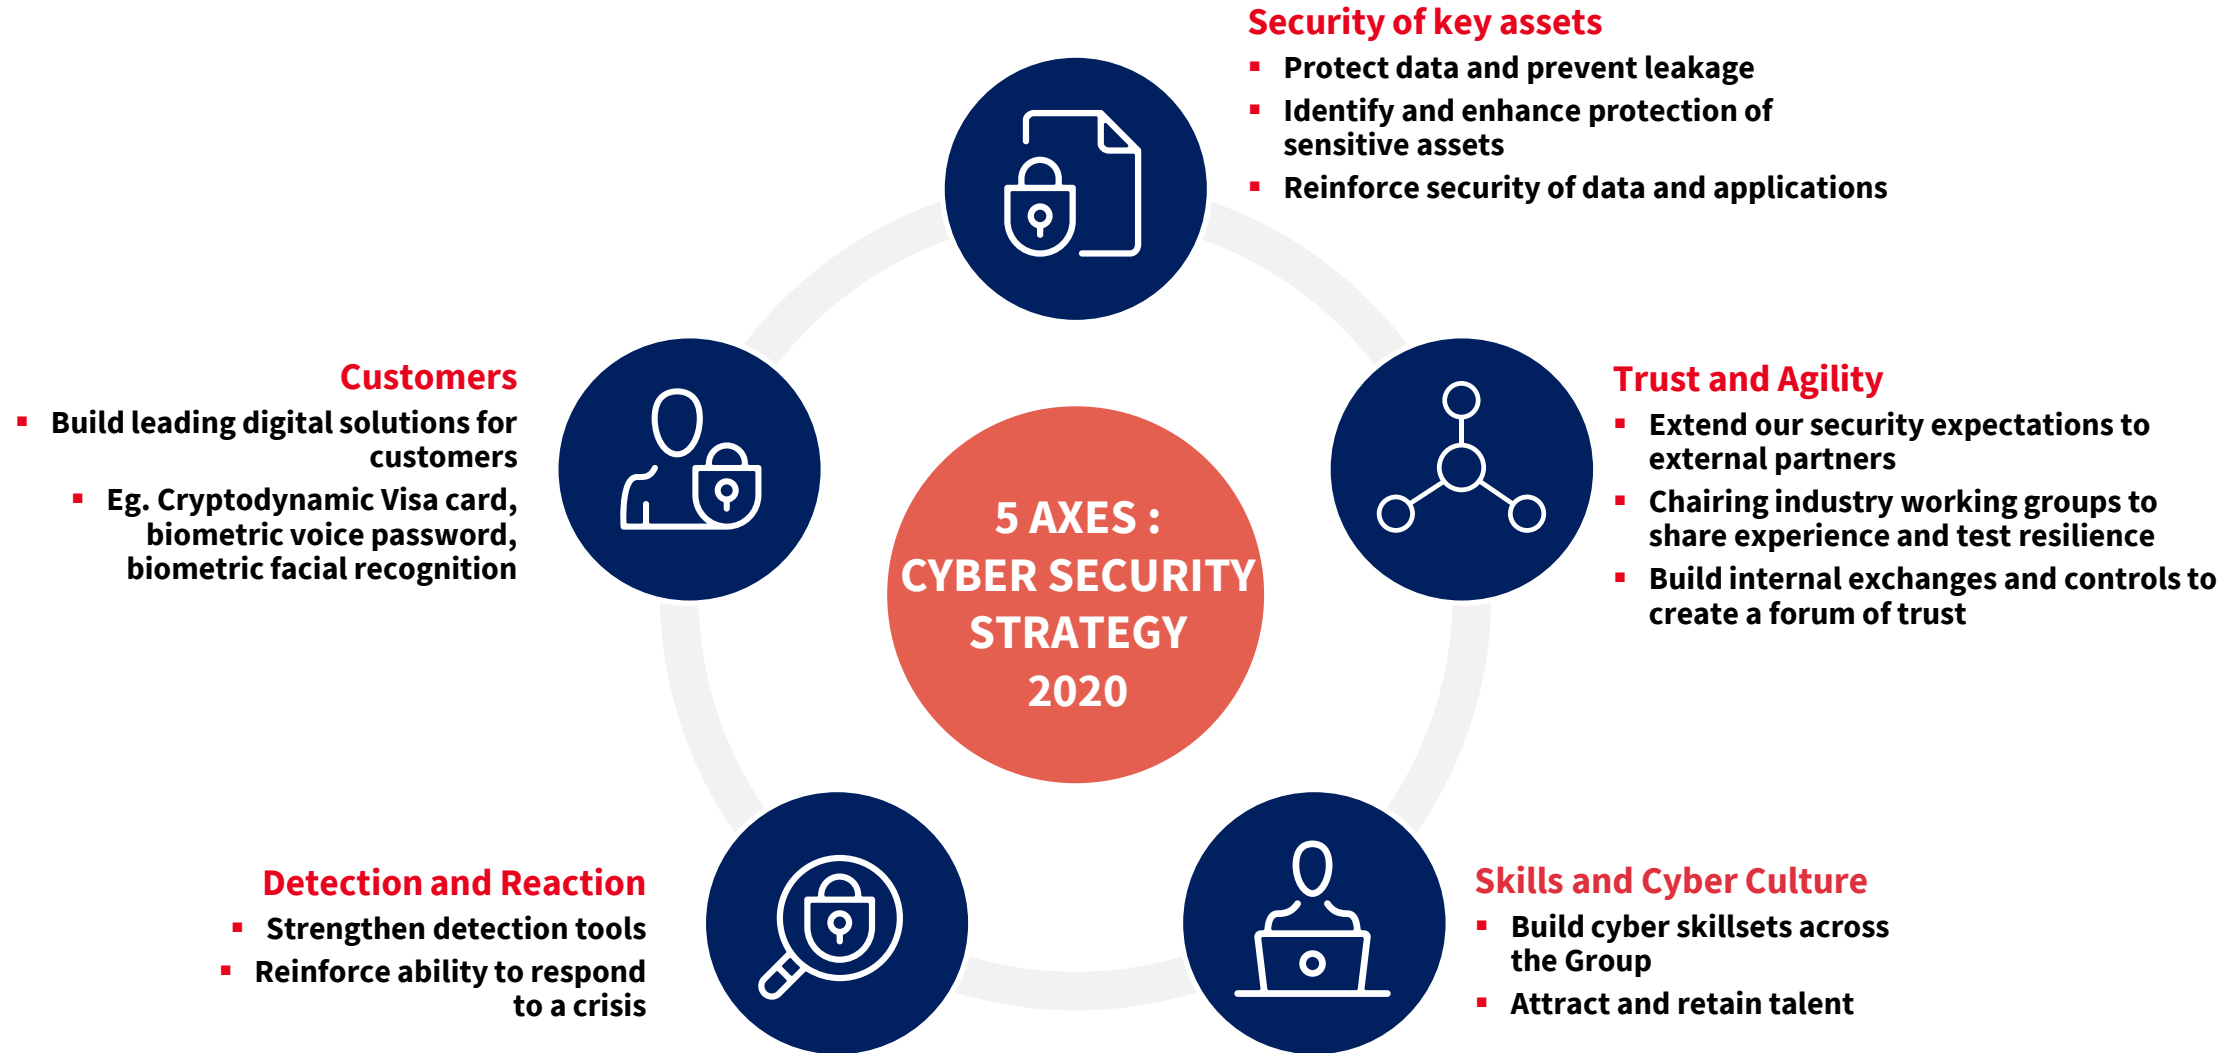 Security of key assets
▪ Protect data and prevent leakage
▪ Identify and enhance protection of
sensitive assets
▪ Reinforce security of data and applications
Customers
▪ Build leading digital solutions for
customers
▪ Eg. Cryptodynamic Visa card,
biometric voice password,
biometric facial recognition
5 AXES :
CYBER SECURITY
STRATEGY
2020
Trust and Agility
▪ Extend our security expectations to
external partners
▪ Chairing industry working groups to
share experience and test resilience
▪ Build internal exchanges and controls to
create a forum of trust
Detection and Reaction
▪ Strengthen detection tools
▪ Reinforce ability to respond
to a crisis
Skills and Cyber Culture
▪ Build cyber skillsets across
the Group
▪ Attract and retain talent